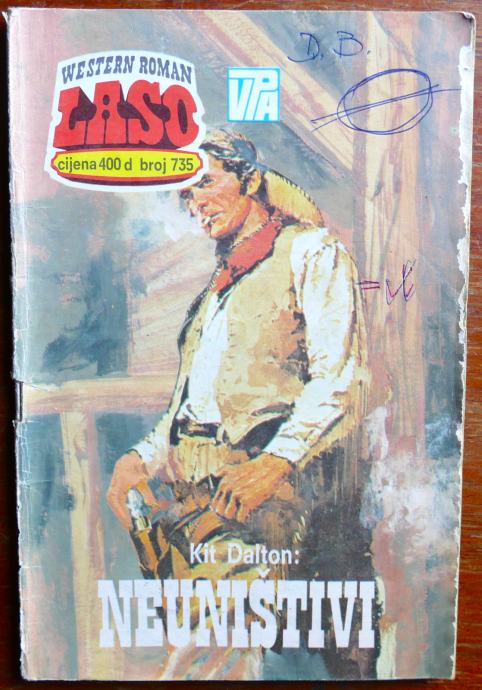 D. B.
WESTERN ROMAN
LASO
cijena 400 d broj 735
VPA
Kit Dalton:
NEUNIŠTIVI